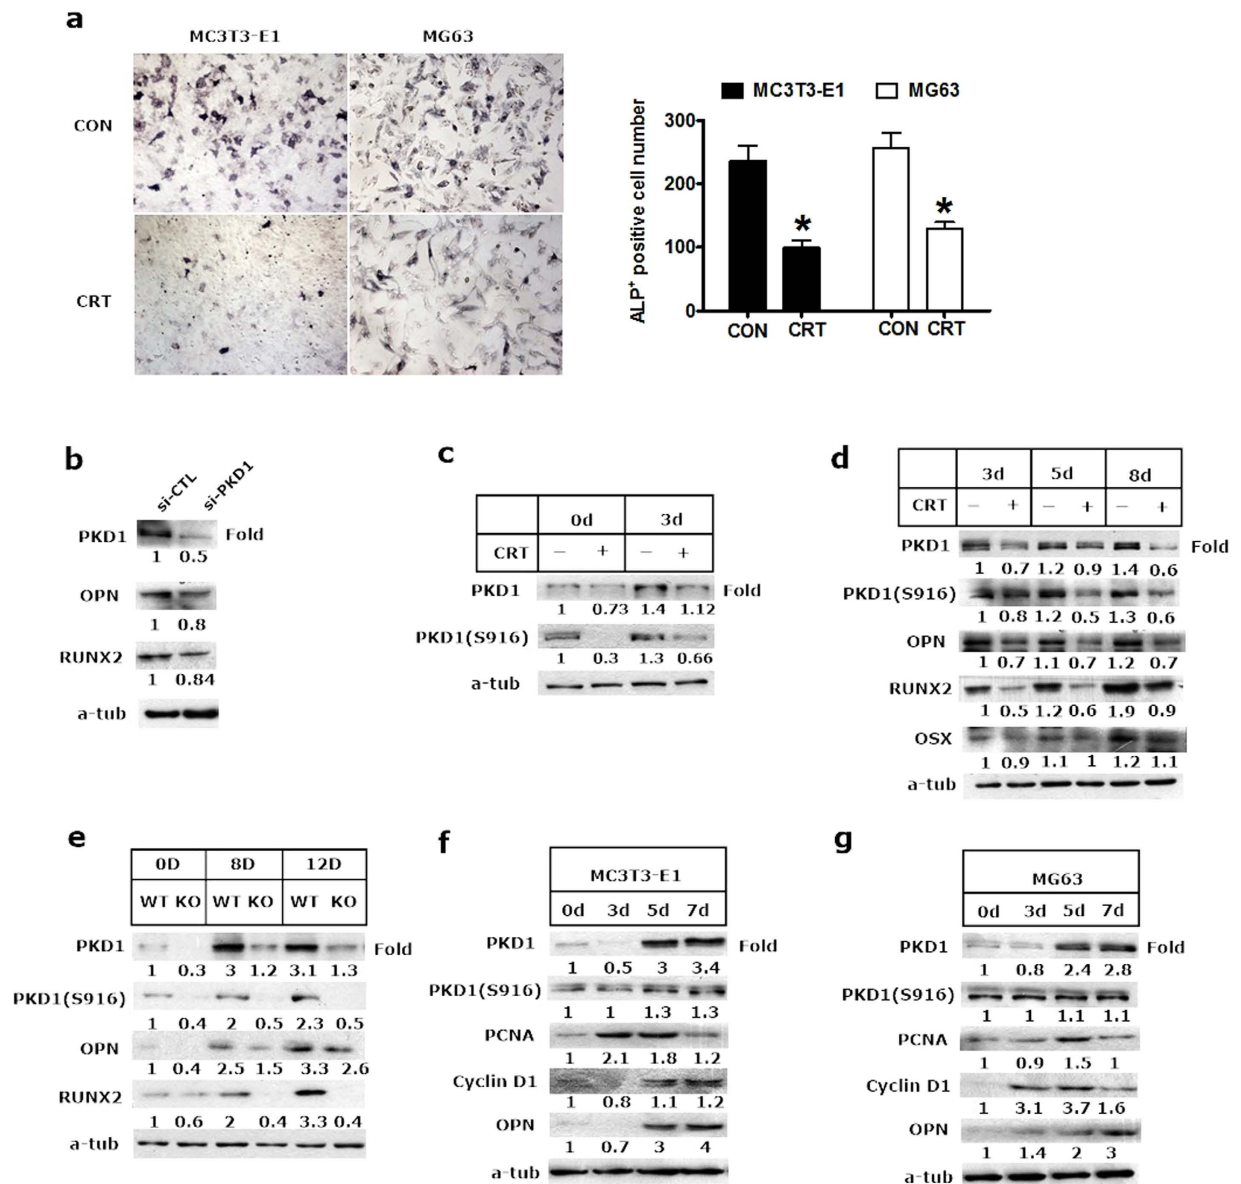 a
MC3T3-E1 MG63
CON
CRT
MC3T3-E1 MG63
ALP+ positive cell number
300
200
100
0
CON CRT CON CRT
b
si-CTL si-PKD1
PKD1 Fold
1 0.5
OPN
1 0.8
RUNX2
1 0.84
a-tub
c
0d 3d
CRT − + − +
PKD1 Fold
1 0.73 1.4 1.12
PKD1(S916)
1 0.3 1.3 0.66
a-tub
d
3d 5d 8d
CRT − + − + − +
PKD1 Fold
1 0.7 1.2 0.9 1.4 0.6
PKD1(S916)
1 0.8 1.2 0.5 1.3 0.6
OPN
1 0.7 1.1 0.7 1.2 0.7
RUNX2
1 0.5 1.2 0.6 1.9 0.9
OSX
1 0.9 1.1 1 1.2 1.1
a-tub
e
0D 8D 12D
WT KO WT KO WT KO
PKD1 Fold
1 0.3 3 1.2 3.1 1.3
PKD1(S916)
1 0.4 2 0.5 2.3 0.5
OPN
1 0.4 2.5 1.5 3.3 2.6
RUNX2
1 0.6 2 0.4 3.3 0.4
a-tub
f
MC3T3-E1
0d 3d 5d 7d
PKD1 Fold
1 0.5 3 3.4
PKD1(S916)
1 1 1.3 1.3
PCNA
1 2.1 1.8 1.2
Cyclin D1
1 0.8 1.1 1.2
OPN
1 0.7 3 4
a-tub
g
MG63
0d 3d 5d 7d
PKD1 Fold
1 0.8 2.4 2.8
PKD1(S916)
1 1 1.1 1.1
PCNA
1 0.9 1.5 1
Cyclin D1
1 3.1 3.7 1.6
OPN
1 1.4 2 3
a-tub